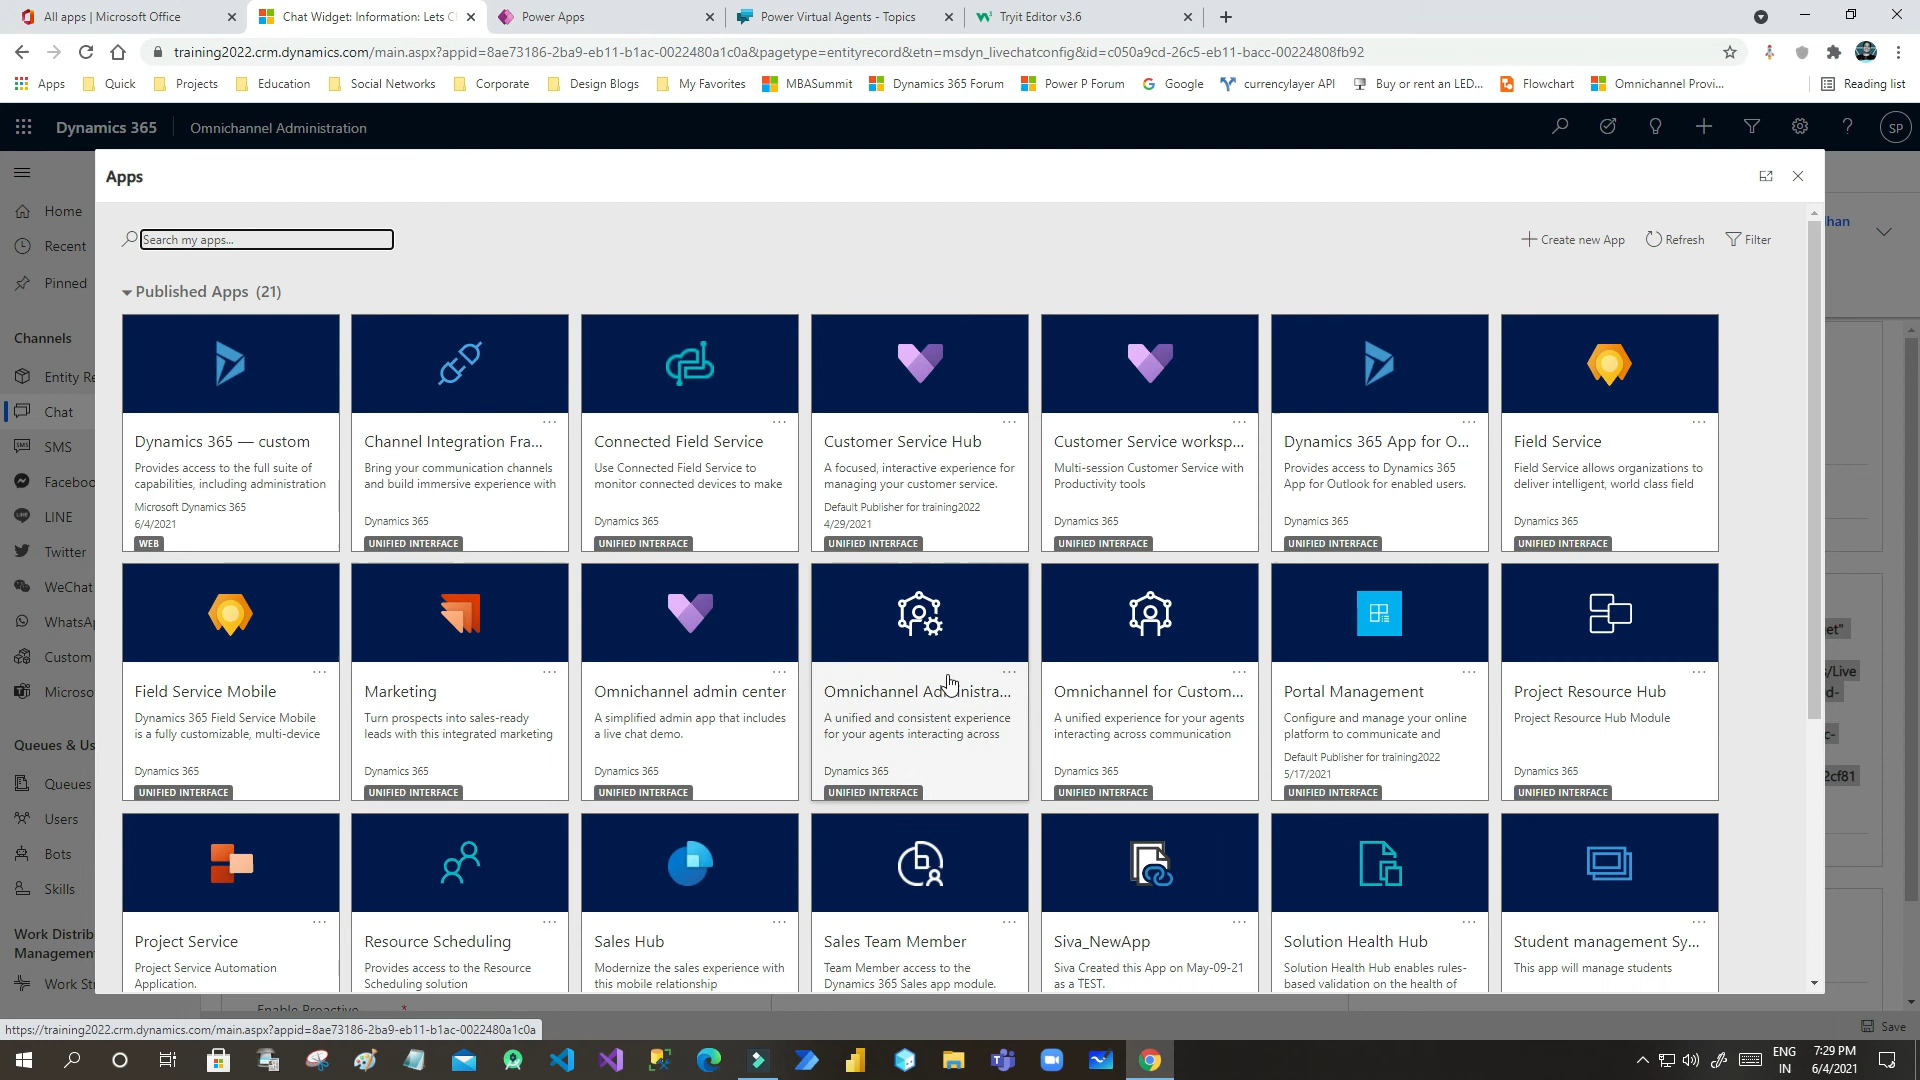 All apps | Microsoft Office
Chat Widget: Information: Lets C
Power Apps
Power Virtual Agents - Topics
Tryit Editor v3.6
training2022.crm.dynamics.com/main.aspx?appid=8ae73186-2ba9-eb11-b1ac-0022480a1c0a&pagetype=entityrecord&etn=msdyn_livechatconfig&id=c050a9cd-26c5-eb11-bacc-00224808fb92
Apps
Quick
Projects
Education
Social Networks
Corporate
Design Blogs
My Favorites
MBASummit
Dynamics 365 Forum
Power P Forum
Google
currencylayer API
Buy or rent an LED...
Flowchart
Omnichannel Provi...
Reading list
Dynamics 365
Omnichannel Administration
SP
Apps
Search my apps...
Create new App
Refresh
Filter
Published Apps (21)
Home
Recent
Pinned
Channels
Entity Re
Chat
SMS
Faceboo
LINE
Twitter
WeChat
WhatsAp
Custom
Microso
Queues & Us
Queues
Users
Bots
Skills
Work Distrib
Managemen
Work Str
Dynamics 365 — custom
Provides access to the full suite of
capabilities, including administration
Microsoft Dynamics 365
6/4/2021
WEB
Channel Integration Fra...
Bring your communication channels
and build immersive experience with
Dynamics 365
UNIFIED INTERFACE
Connected Field Service
Use Connected Field Service to
monitor connected devices to make
Dynamics 365
UNIFIED INTERFACE
Customer Service Hub
A focused, interactive experience for
managing your customer service.
Default Publisher for training2022
4/29/2021
UNIFIED INTERFACE
Customer Service worksp...
Multi-session Customer Service with
Productivity tools
Dynamics 365
UNIFIED INTERFACE
Dynamics 365 App for O...
Provides access to Dynamics 365
App for Outlook for enabled users.
Dynamics 365
UNIFIED INTERFACE
Field Service
Field Service allows organizations to
deliver intelligent, world class field
Dynamics 365
UNIFIED INTERFACE
Field Service Mobile
Dynamics 365 Field Service Mobile
is a fully customizable, multi-device
Dynamics 365
UNIFIED INTERFACE
Marketing
Turn prospects into sales-ready
leads with this integrated marketing
Dynamics 365
UNIFIED INTERFACE
Omnichannel admin center
A simplified admin app that includes
a live chat demo.
Dynamics 365
UNIFIED INTERFACE
Omnichannel Administra...
A unified and consistent experience
for your agents interacting across
Dynamics 365
UNIFIED INTERFACE
Omnichannel for Custom...
A unified experience for your agents
interacting across communication
Dynamics 365
UNIFIED INTERFACE
Portal Management
Configure and manage your online
platform to communicate and
Default Publisher for training2022
5/17/2021
UNIFIED INTERFACE
Project Resource Hub
Project Resource Hub Module
Dynamics 365
UNIFIED INTERFACE
Project Service
Project Service Automation
Application.
Resource Scheduling
Provides access to the Resource
Scheduling solution
Sales Hub
Modernize the sales experience with
this mobile relationship
Sales Team Member
Team Member access to the
Dynamics 365 Sales app module.
Siva_NewApp
Siva Created this App on May-09-21
as a TEST.
Solution Health Hub
Solution Health Hub enables rules-
based validation on the health of
Student management Sy...
This app will manage students
han
et"
s/Live
d-
c-
2cf81
Enable Proactive *
Save
https://training2022.crm.dynamics.com/main.aspx?appid=8ae73186-2ba9-eb11-b1ac-0022480a1c0a
ENG
IN
7:29 PM
6/4/2021